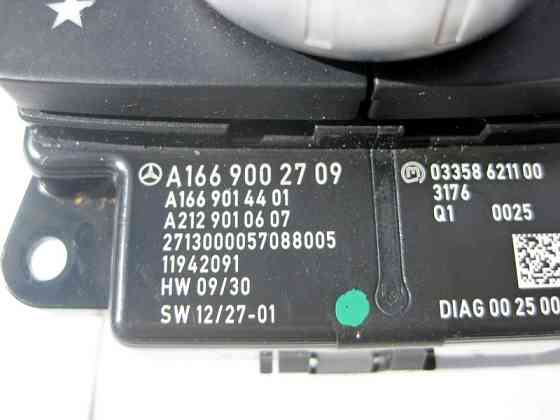 A166 900 27 09
A166 901 44 01
A212 901 06 07
2713000057088005
11942091
HW 09/30
SW 12/27-01
03358 6211 00
3176
Q1 0025
DIAG 00 25 00